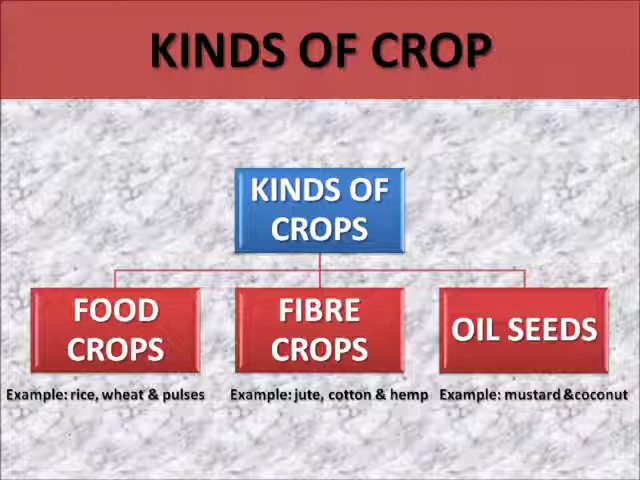 KINDS OF CROP
KINDS OF
CROPS
FOOD
CROPS
FIBRE
CROPS
OIL SEEDS
Example: rice, wheat & pulses
Example: jute, cotton & hemp
Example: mustard &coconut